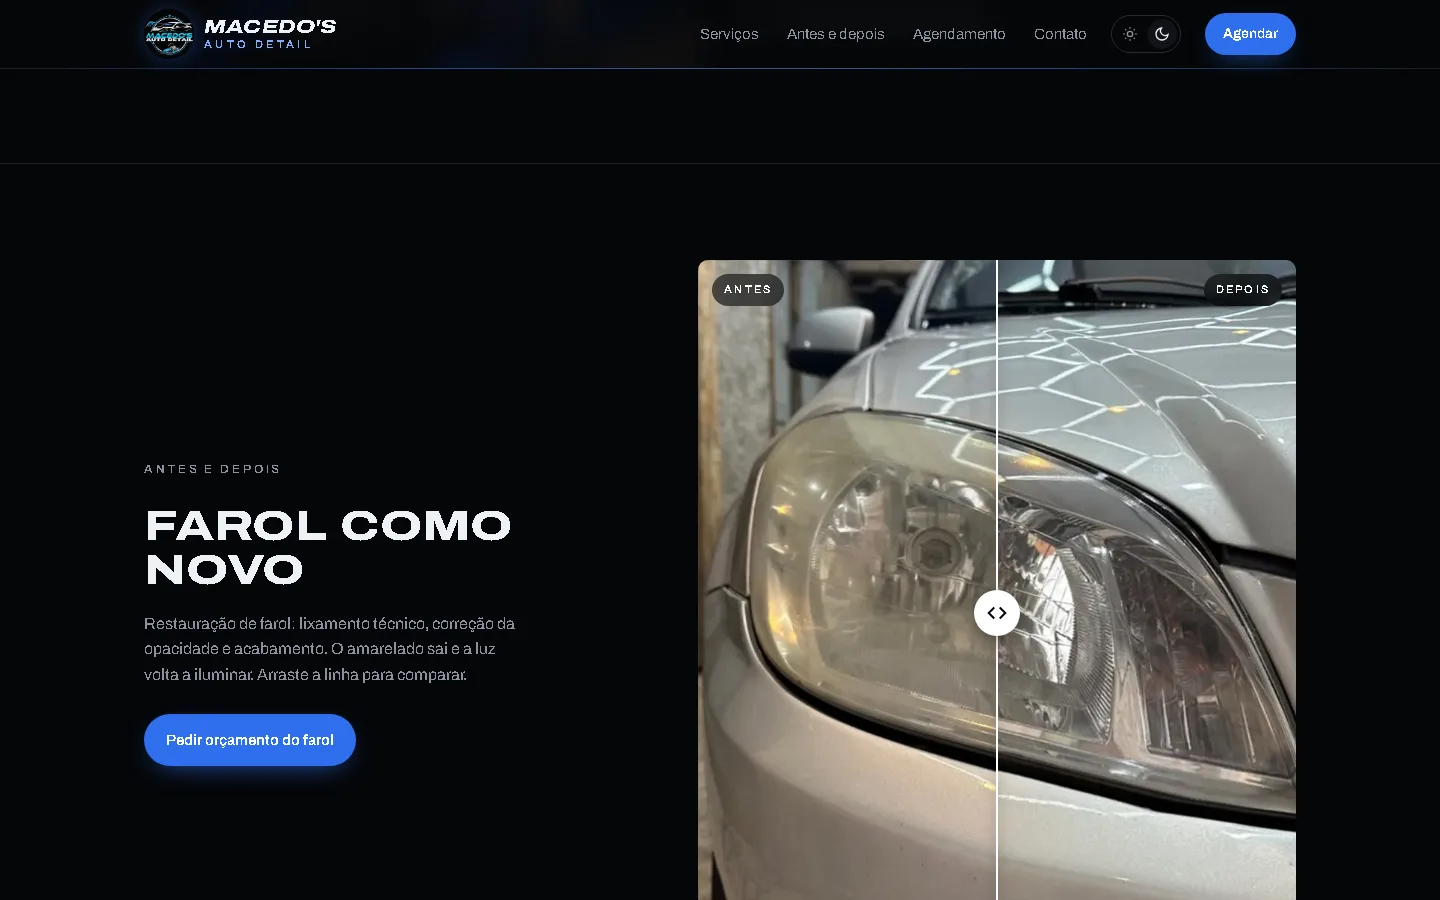 MACEDO'S
AUTO DETAIL
Serviços
Antes e depois
Agendamento
Contato
Agendar
ANTES
DEPOIS
ANTES E DEPOIS
FAROL COMO
NOVO
Restauração de farol: lixamento técnico, correção da
opacidade e acabamento. O amarelado sai e a luz
volta a iluminar. Arraste a linha para comparar.
Pedir orçamento do farol